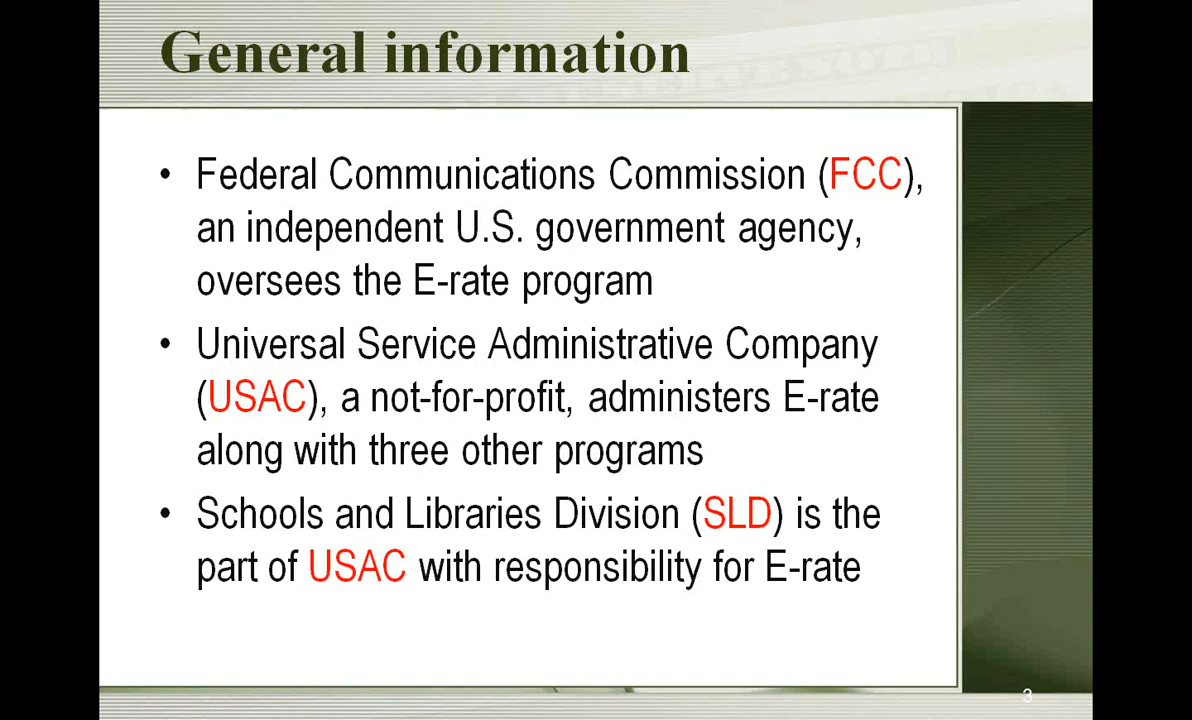 General information
• Federal Communications Commission (FCC),
an independent U.S. government agency,
oversees the E-rate program
• Universal Service Administrative Company
(USAC), a not-for-profit, administers E-rate
along with three other programs
• Schools and Libraries Division (SLD) is the
part of USAC with responsibility for E-rate
3